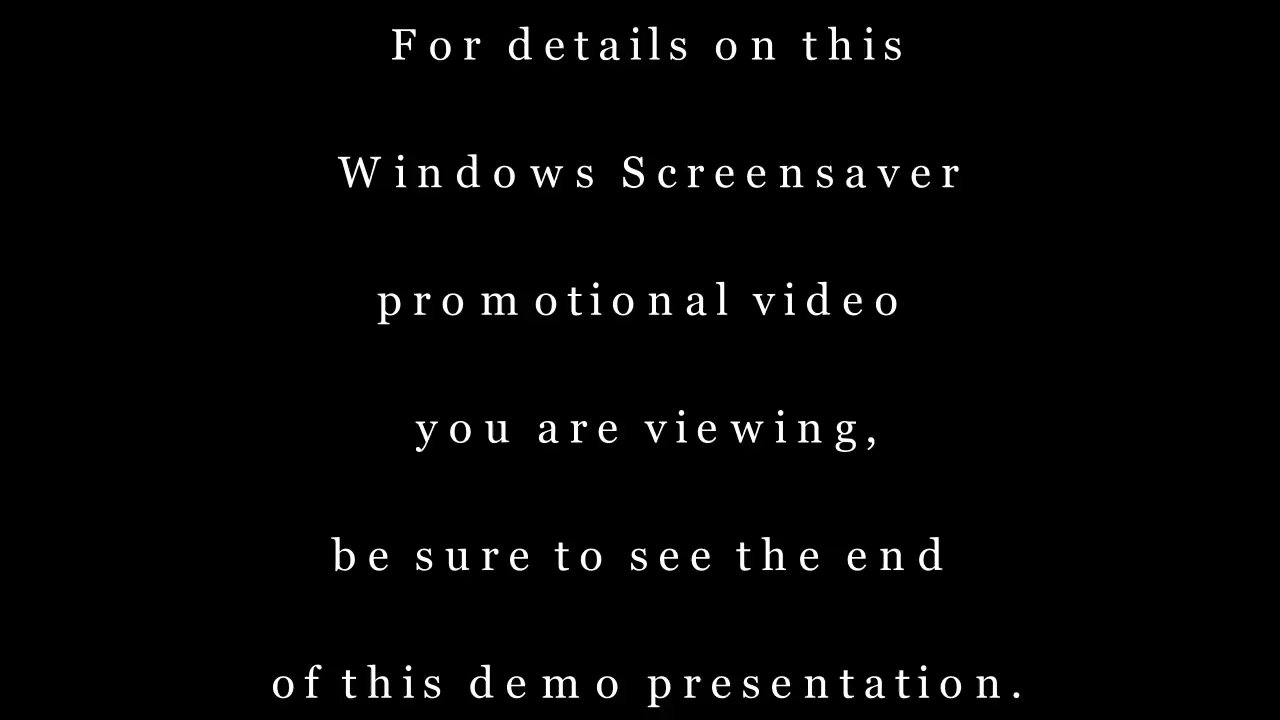 For details on this
Windows Screensaver
promotional video
you are viewing,
be sure to see the end
of this demo presentation.